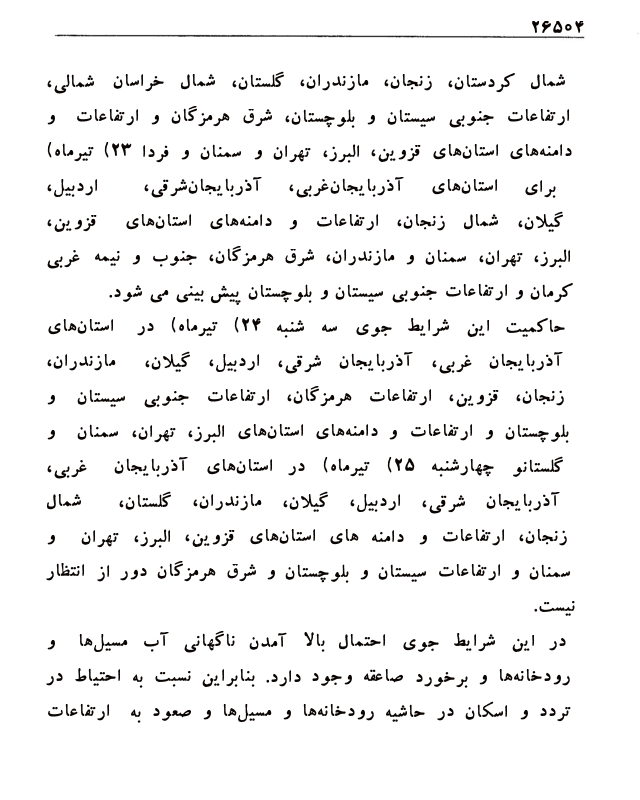 ۲۶۵۰۴
شمال کردستان، زنجان، مازندران، گلستان، شمال خراسان شمالی،
ارتفاعات جنوبی سیستان و بلوچستان، شرق هرمزگان و ارتفاعات و
دامنه‌های استان‌های قزوین، البرز، تهران و سمنان و فردا ۲۳) تیرماه)
برای استان‌های آذربایجان‌غربی، آذربایجان‌شرقی، اردبیل،
گیلان، شمال زنجان، ارتفاعات و دامنه‌های استان‌های قزوین،
البرز، تهران، سمنان و مازندران، شرق هرمزگان، جنوب و نیمه غربی
کرمان و ارتفاعات جنوبی سیستان و بلوچستان پیش بینی می شود.
حاکمیت این شرایط جوی سه شنبه ۲۴) تیرماه) در استان‌های
آذربایجان غربی، آذربایجان شرقی، اردبیل، گیلان، مازندران،
زنجان، قزوین، ارتفاعات هرمزگان، ارتفاعات جنوبی سیستان و
بلوچستان و ارتفاعات و دامنه‌های استان‌های البرز، تهران، سمنان و
گلستانو چهارشنبه ۲۵) تیرماه) در استان‌های آذربایجان غربی،
آذربایجان شرقی، اردبیل، گیلان، مازندران، گلستان، شمال
زنجان، ارتفاعات و دامنه های استان‌های قزوین، البرز، تهران و
سمنان و ارتفاعات سیستان و بلوچستان و شرق هرمزگان دور از انتظار
نیست.
در این شرایط جوی احتمال بالا آمدن ناگهانی آب مسیل‌ها و
رودخانه‌ها و برخورد صاعقه وجود دارد. بنابراین نسبت به احتیاط در
تردد و اسکان در حاشیه رودخانه‌ها و مسیل‌ها و صعود به ارتفاعات